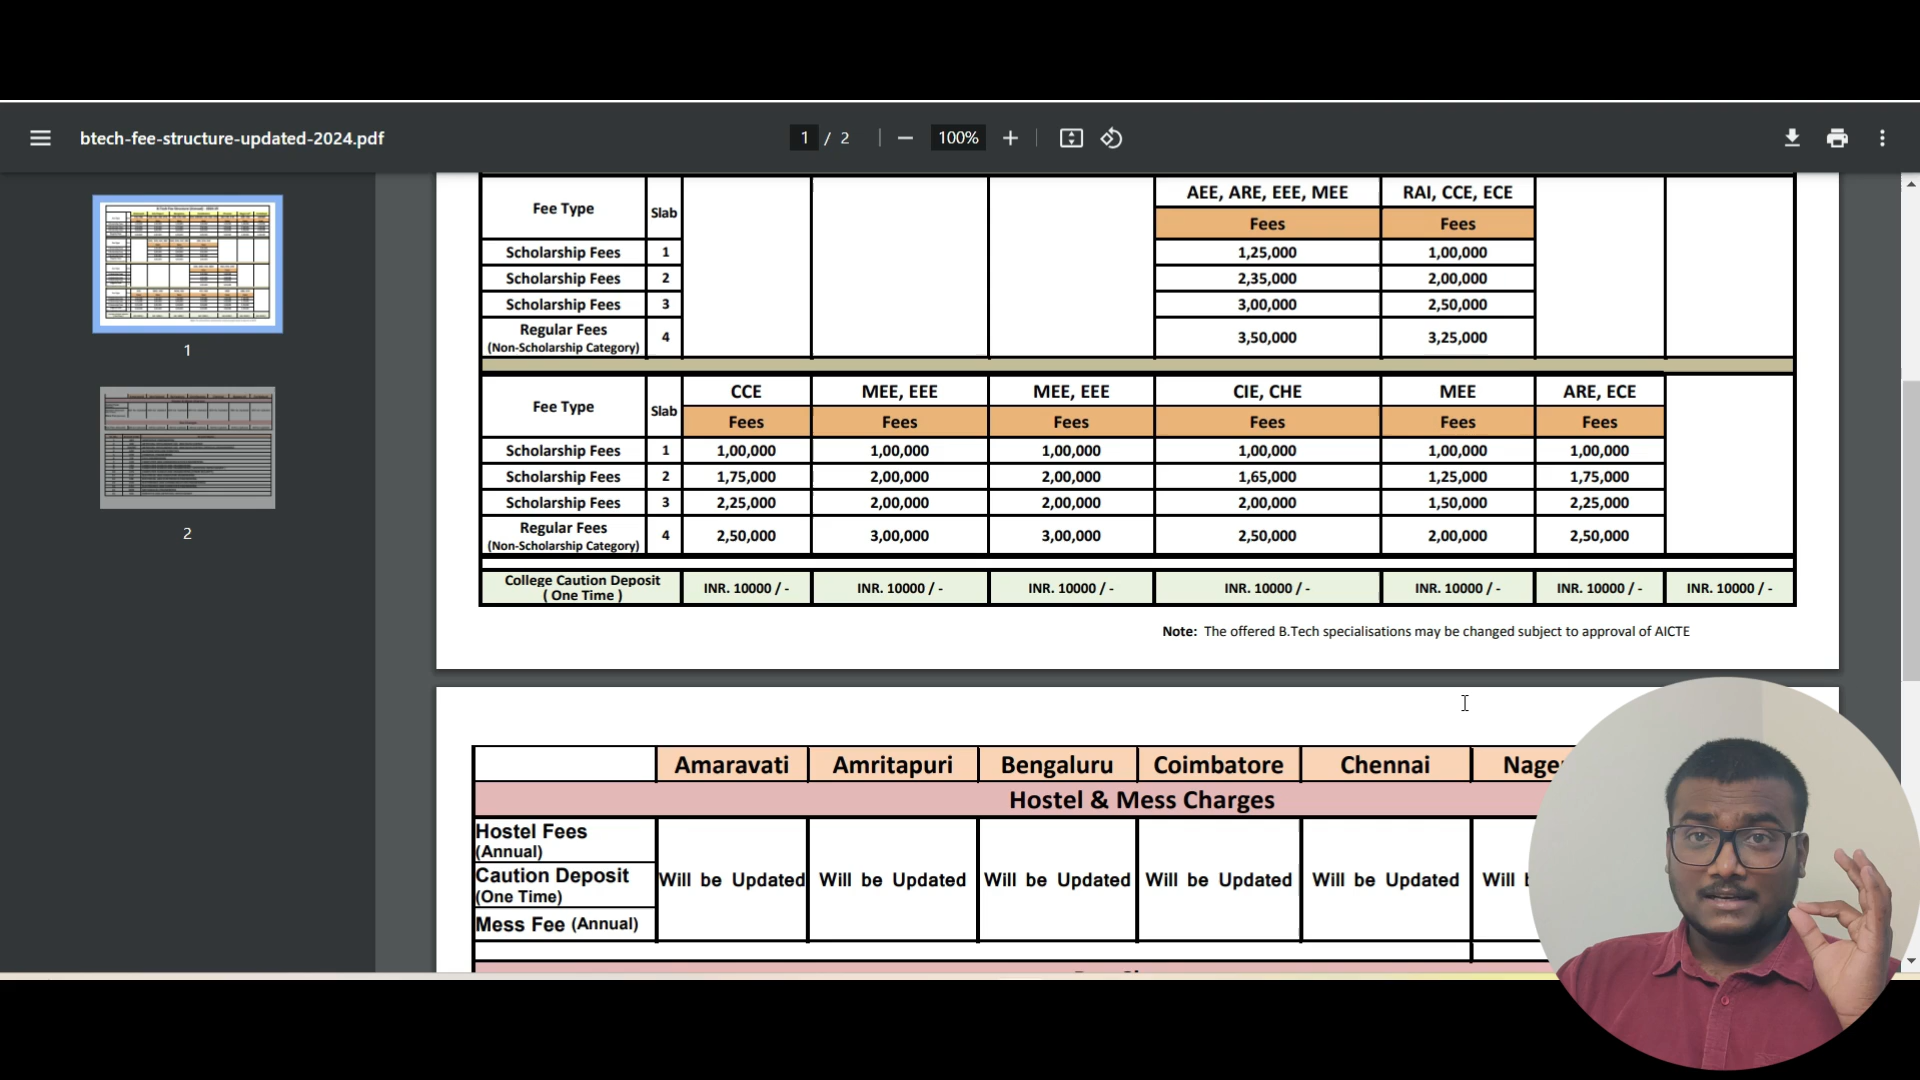 btech-fee-structure-updated-2024.pdf
1 / 2
100%
1
2
Fee Type Slab AEE, ARE, EEE, MEE RAI, CCE, ECE
Fees Fees
Scholarship Fees 1 1,25,000 1,00,000
Scholarship Fees 2 2,35,000 2,00,000
Scholarship Fees 3 3,00,000 2,50,000
Regular Fees
(Non-Scholarship Category) 4 3,50,000 3,25,000
Fee Type Slab CCE MEE, EEE MEE, EEE CIE, CHE MEE ARE, ECE
Fees Fees Fees Fees Fees Fees
Scholarship Fees 1 1,00,000 1,00,000 1,00,000 1,00,000 1,00,000 1,00,000
Scholarship Fees 2 1,75,000 2,00,000 2,00,000 1,65,000 1,25,000 1,75,000
Scholarship Fees 3 2,25,000 2,00,000 2,00,000 2,00,000 1,50,000 2,25,000
Regular Fees
(Non-Scholarship Category) 4 2,50,000 3,00,000 3,00,000 2,50,000 2,00,000 2,50,000
College Caution Deposit
( One Time ) INR. 10000 / - INR. 10000 / - INR. 10000 / - INR. 10000 / - INR. 10000 / - INR. 10000 / - INR. 10000 / -
Note: The offered B.Tech specialisations may be changed subject to approval of AICTE
Amaravati Amritapuri Bengaluru Coimbatore Chennai
Hostel & Mess Charges
Hostel Fees
(Annual)
Caution Deposit
(One Time)
Will be Updated Will be Updated Will be Updated Will be Updated Will be Updated Will
Mess Fee (Annual)